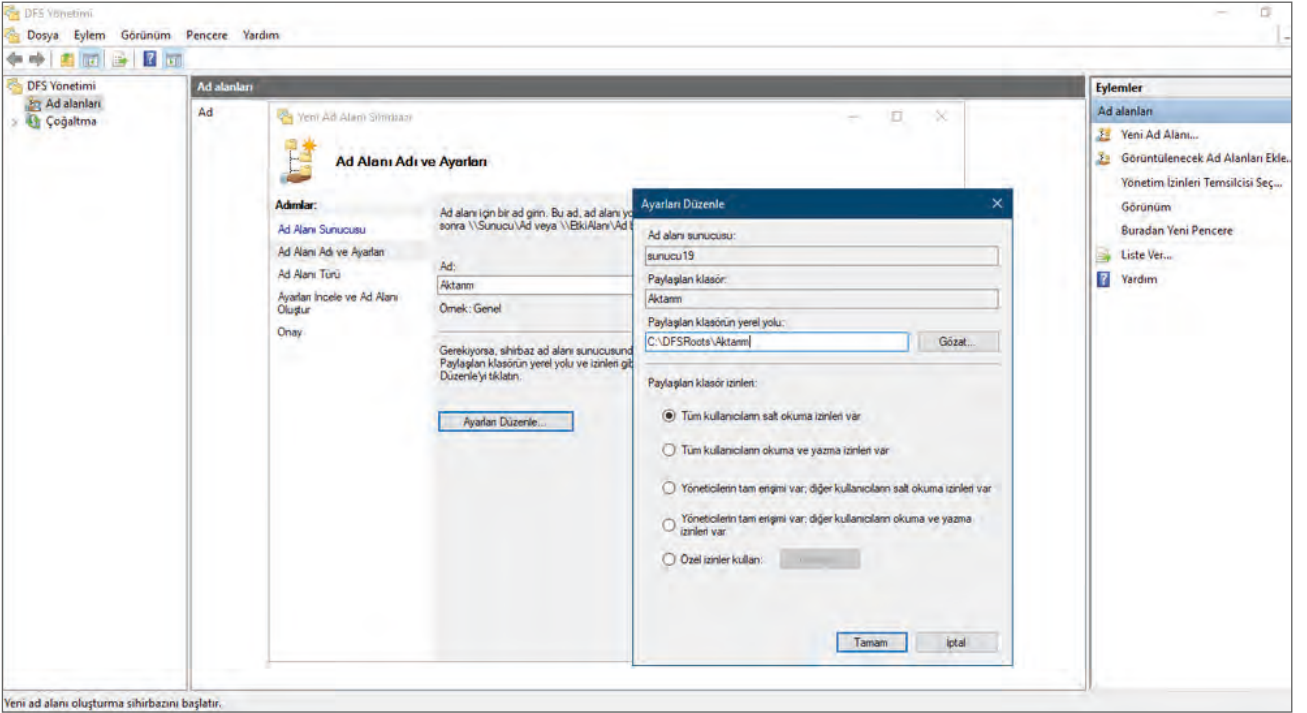 DFS Yönetimi
Dosya Eylem Görünüm Pencere Yardım
DFS Yönetimi
Ad alanları
Çoğaltma
Ad alanları
Ad
Yeni Ad Alanı Sihirbazı
Ad Alanı Adı ve Ayarları
Adımlar:
Ad Alanı Sunucusu
Ad Alanı Adı ve Ayarları
Ad Alanı Türü
Ayarları İncele ve Ad Alanı
Oluştur
Onay
Ad alanı için bir ad girin. Bu ad, ad alanı yo
sonra \\Sunucu\Ad veya \\EtkiAlanı\Ad b
Ad:
Aktarım
Örnek: Genel
Gerekiyorsa, sihirbaz ad alanı sunucusund
Paylaşılan klasörün yerel yolu ve izinleri gib
Düzenle'yi tıklatın.
Ayarları Düzenle...
Ayarları Düzenle
Ad alanı sunucusu:
sunucu19
Paylaşılan klasör:
Aktarım
Paylaşılan klasörün yerel yolu:
C:\DFSRoots\Aktarım
Gözat...
Paylaşılan klasör izinleri:
Tüm kullanıcıların salt okuma izinleri var
Tüm kullanıcıların okuma ve yazma izinleri var
Yöneticilerin tam erişimi var; diğer kullanıcıların salt okuma izinleri var
Yöneticilerin tam erişimi var; diğer kullanıcıların okuma ve yazma
izinleri var
Özel izinler kullan:
Tamam
İptal
Eylemler
Ad alanları
Yeni Ad Alanı...
Görüntülenecek Ad Alanları Ekle...
Yönetim İzinleri Temsilcisi Seç...
Görünüm
Buradan Yeni Pencere
Liste Ver...
Yardım
Yeni ad alanı oluşturma sihirbazını başlatır.